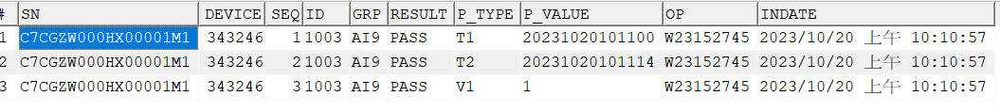 # SN DEVICE SEQ ID GRP RESULT P_TYPE P_VALUE OP INDATE
1 C7CGZW000HX00001M1 343246 1 1003 AI9 PASS T1 20231020101100 W23152745 2023/10/20 上午 10:10:57
2 C7CGZW000HX00001M1 343246 2 1003 AI9 PASS T2 20231020101114 W23152745 2023/10/20 上午 10:10:57
3 C7CGZW000HX00001M1 343246 3 1003 AI9 PASS V1 1 W23152745 2023/10/20 上午 10:10:57